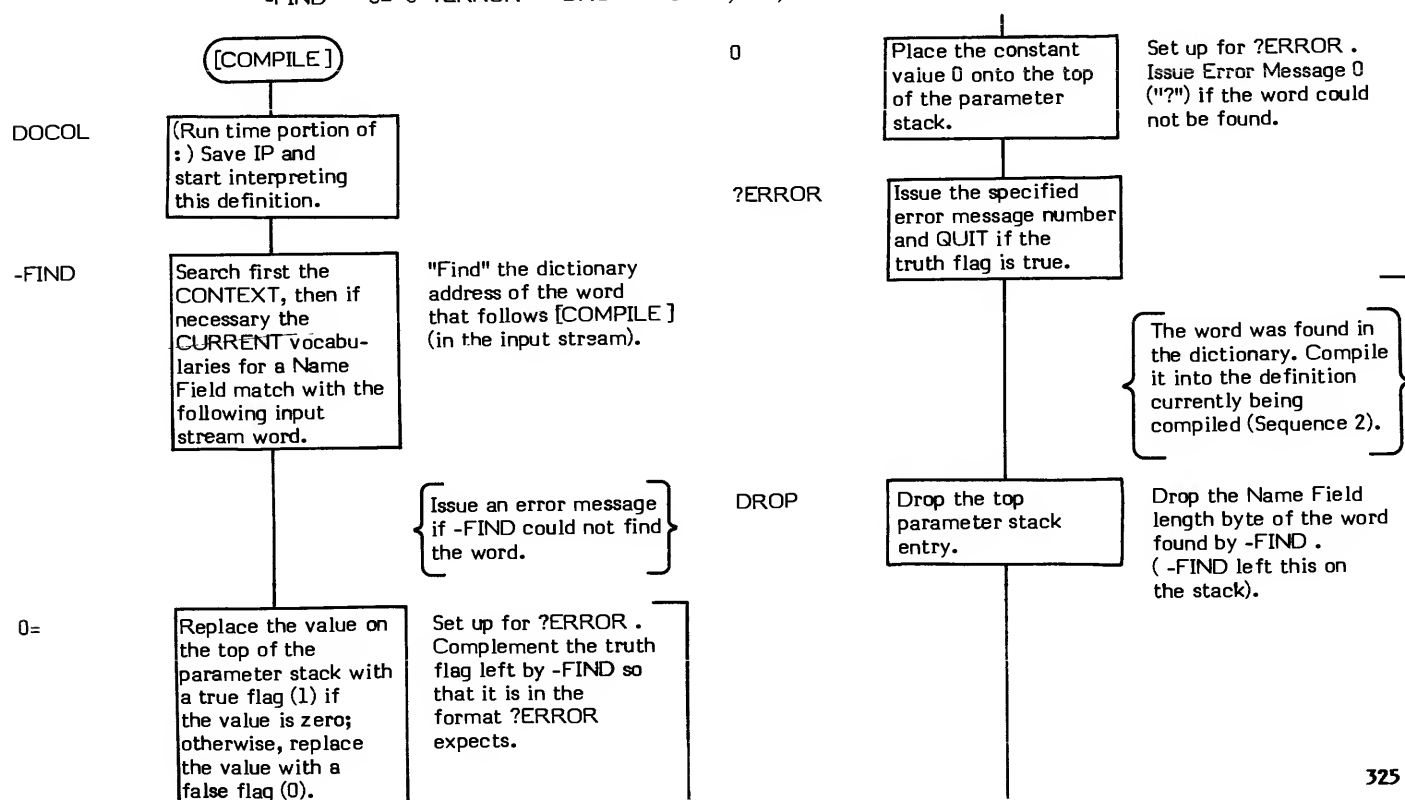 -FIND 0= 0 ?ERROR
[COMPILE]
DOCOL
(Run time portion of
:) Save IP and
start interpreting
this definition.
-FIND
Search first the
CONTEXT, then if
necessary the
CURRENT vocabu-
laries for a Name
Field match with the
following input
stream word.
"Find" the dictionary
address of the word
that follows [COMPILE]
(in the input stream).
{ Issue an error message
if -FIND could not find
the word. }
0=
Replace the value on
the top of the
parameter stack with
a true flag (1) if
the value is zero;
otherwise, replace
the value with a
false flag (0).
Set up for ?ERROR .
Complement the truth
flag left by -FIND so
that it is in the
format ?ERROR
expects.
0
Place the constant
value 0 onto the top
of the parameter
stack.
Set up for ?ERROR .
Issue Error Message 0
("?") if the word could
not be found.
?ERROR
Issue the specified
error message number
and QUIT if the
truth flag is true.
{ The word was found in
the dictionary. Compile
it into the definition
currently being
compiled (Sequence 2). }
DROP
Drop the top
parameter stack
entry.
Drop the Name Field
length byte of the word
found by -FIND .
( -FIND left this on
the stack).
325